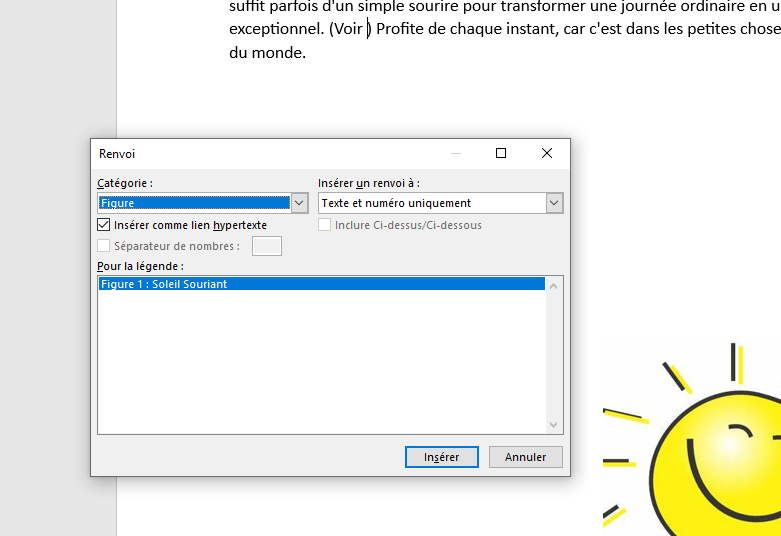 suffit parfois d'un simple sourire pour transformer une journée ordinaire en u
exceptionnel. (Voir ) Profite de chaque instant, car c'est dans les petites chose
du monde.
Renvoi
Catégorie :
Insérer un renvoi à :
Figure
Texte et numéro uniquement
Insérer comme lien hypertexte
Inclure Ci-dessus/Ci-dessous
Séparateur de nombres :
Pour la légende :
Figure 1 : Soleil Souriant
Insérer
Annuler